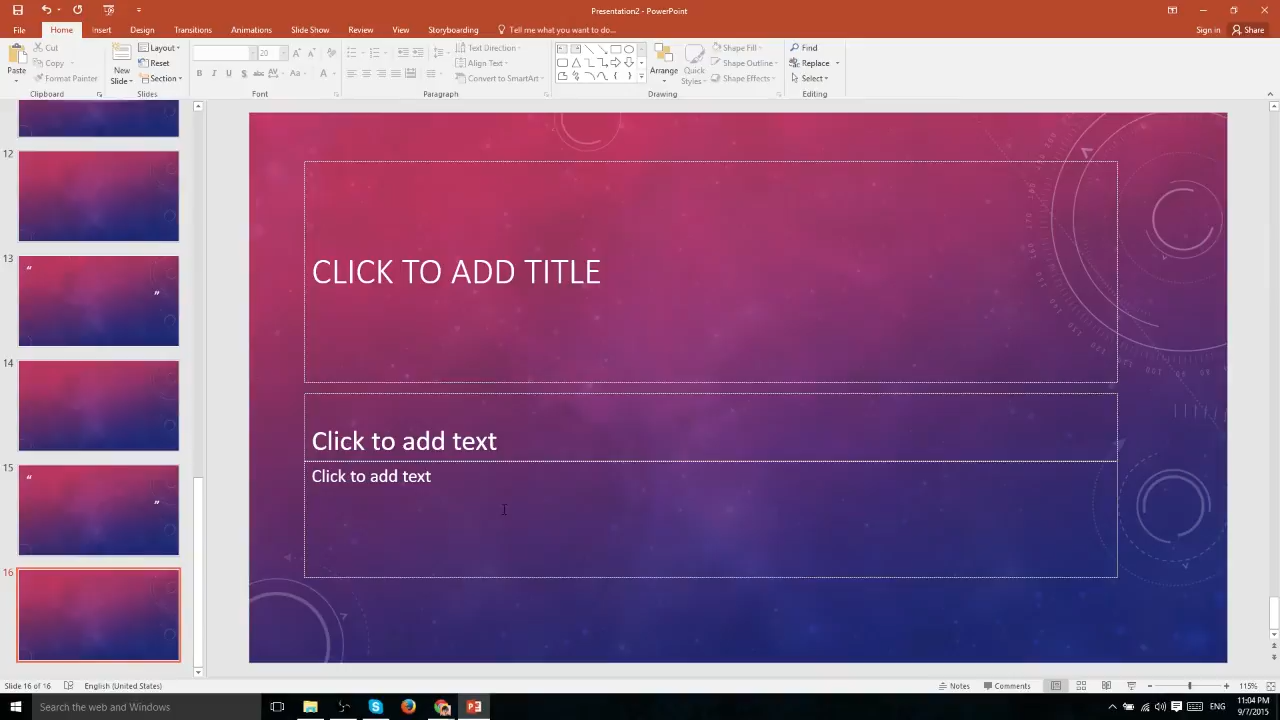 Presentation2 - PowerPoint
File Home Insert Design Transitions Animations Slide Show Review View Storyboarding Tell me what you want to do... Sign in Share
Paste Cut Copy Format Painter
Clipboard
New Slide Layout Reset Section
Slides
20
B I U S abc AV Aa A
Font
Text Direction Align Text Convert to SmartArt
Paragraph
Arrange Quick Styles Shape Fill Shape Outline Shape Effects
Drawing
Find Replace Select
Editing
12
13
14
15
16
CLICK TO ADD TITLE
Click to add text
Click to add text
Slide 16 of 16 English (United States) Notes Comments 115%
Search the web and Windows ENG 11:04 PM
9/7/2015